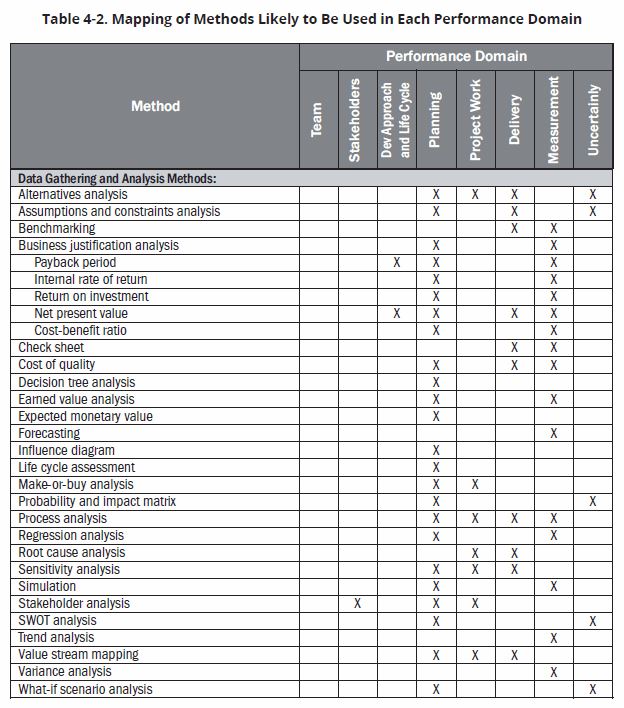 Table 4-2. Mapping of Methods Likely to Be Used in Each Performance Domain
Method
Performance Domain
Team
Stakeholders
Dev Approach
and Life Cycle
Planning
Project Work
Delivery
Measurement
Uncertainly
Data Gathering and Analysis Methods:
Alternatives analysis X X X X
Assumptions and constraints analysis X X X
Benchmarking X X
Business justification analysis X X
Payback period X X X
Internal rate of return X X
Return on investment X X
Net present value X X X X
Cost-benefit ratio X X
Check sheet X X
Cost of quality X X X
Decision tree analysis X
Earned value analysis X X
Expected monetary value X
Forecasting X
Influence diagram X
Life cycle assessment X
Make-or-buy analysis X X
Probability and impact matrix X X
Process analysis X X X X
Regression analysis X X
Root cause analysis X X
Sensitivity analysis X X X
Simulation X X
Stakeholder analysis X X X
SWOT analysis X X
Trend analysis X
Value stream mapping X X X
Variance analysis X
What-if scenario analysis X X